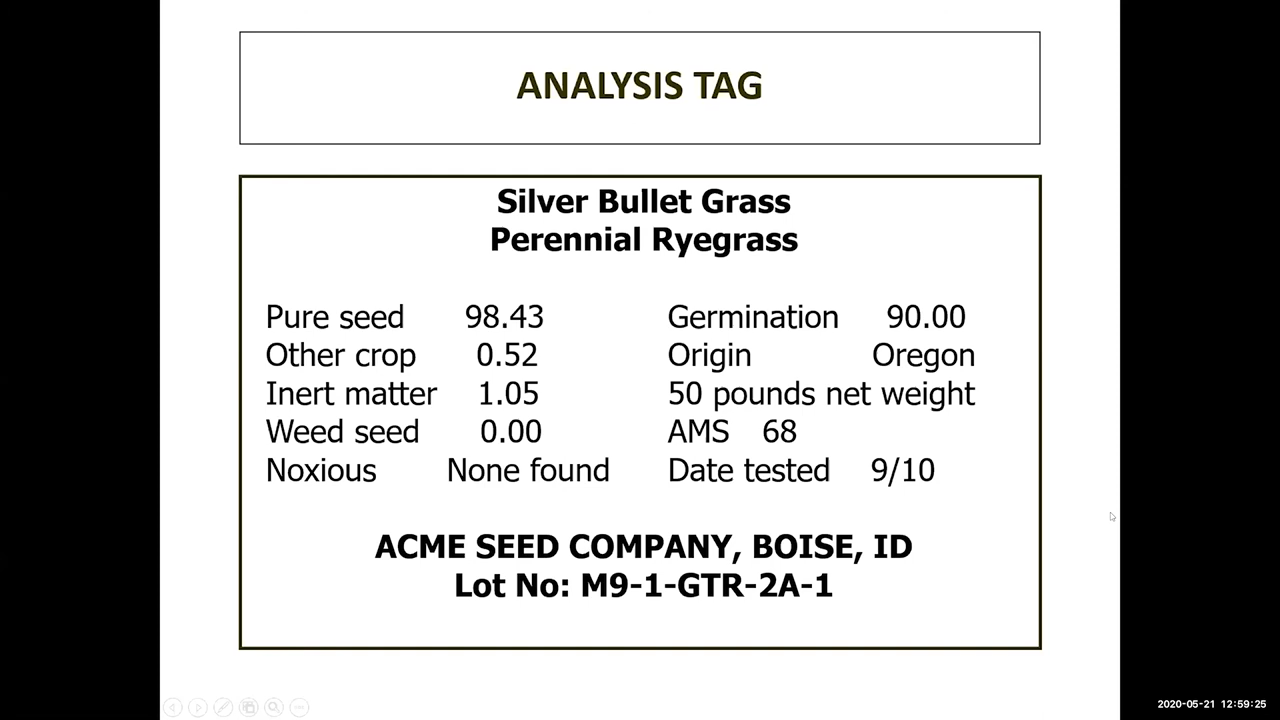 ANALYSIS TAG
Silver Bullet Grass
Perennial Ryegrass
Pure seed 98.43
Other crop 0.52
Inert matter 1.05
Weed seed 0.00
Noxious None found
Germination 90.00
Origin Oregon
50 pounds net weight
AMS 68
Date tested 9/10
ACME SEED COMPANY, BOISE, ID
Lot No: M9-1-GTR-2A-1
2020-05-21 12:59:25